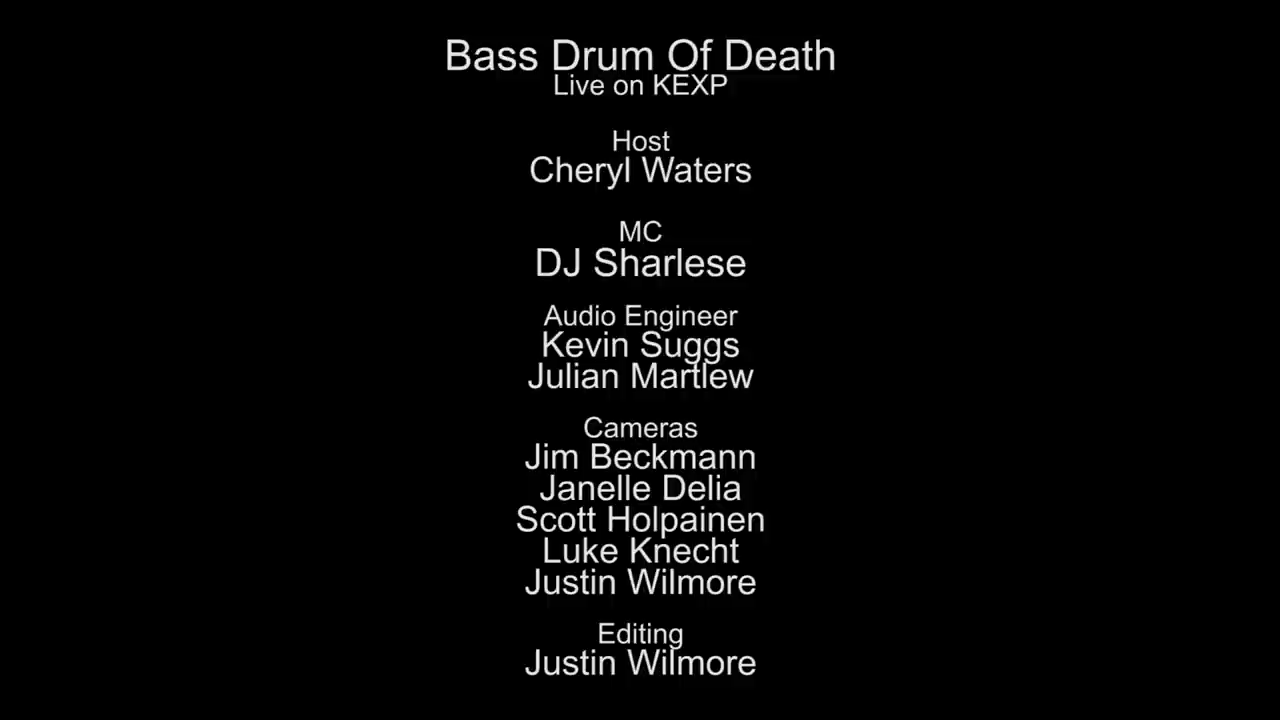 Bass Drum Of Death
Live on KEXP
Host
Cheryl Waters
MC
DJ Sharlese
Audio Engineer
Kevin Suggs
Julian Martlew
Cameras
Jim Beckmann
Janelle Delia
Scott Holpainen
Luke Knecht
Justin Wilmore
Editing
Justin Wilmore